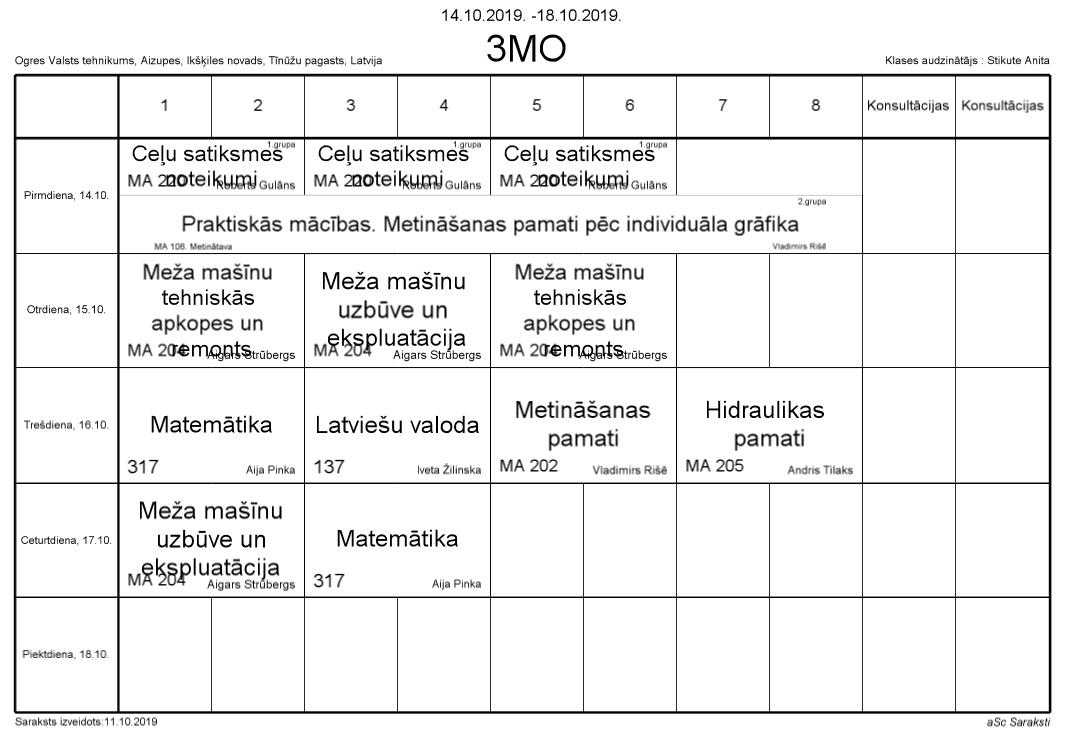 14.10.2019. -18.10.2019.
3MO
Ogres Valsts tehnikums, Aizupes, Ikšķiles novads, Tīnūžu pagasts, Latvija
Klases audzinātājs : Stikute Anita
1 2 3 4 5 6 7 8 Konsultācijas Konsultācijas
Pirmdiena, 14.10.
1.grupa
Ceļu satiksmes
noteikumi
MA 220
Roberts Gulāns
1.grupa
Ceļu satiksmes
noteikumi
MA 220
Roberts Gulāns
1.grupa
Ceļu satiksmes
noteikumi
MA 220
Roberts Gulāns
2.grupa
Praktiskās mācības. Metināšanas pamati pēc individuāla grāfika
MA 106. Metinātava
Vladimirs Rišē
Otrdiena, 15.10.
Meža mašīnu
tehniskās
apkopes un
remonts
MA 204
Aigars Strūbergs
Meža mašīnu
uzbūve un
ekspluatācija
MA 204
Aigars Strūbergs
Meža mašīnu
tehniskās
apkopes un
remonts
MA 204
Aigars Strūbergs
Trešdiena, 16.10.
Matemātika
317
Aija Pinka
Latviešu valoda
137
Iveta Žilinska
Metināšanas
pamati
MA 202
Vladimirs Rišē
Hidraulikas
pamati
MA 205
Andris Tilaks
Ceturtdiena, 17.10.
Meža mašīnu
uzbūve un
ekspluatācija
MA 204
Aigars Strūbergs
Matemātika
317
Aija Pinka
Piektdiena, 18.10.
Saraksts izveidots:11.10.2019
aSc Saraksti